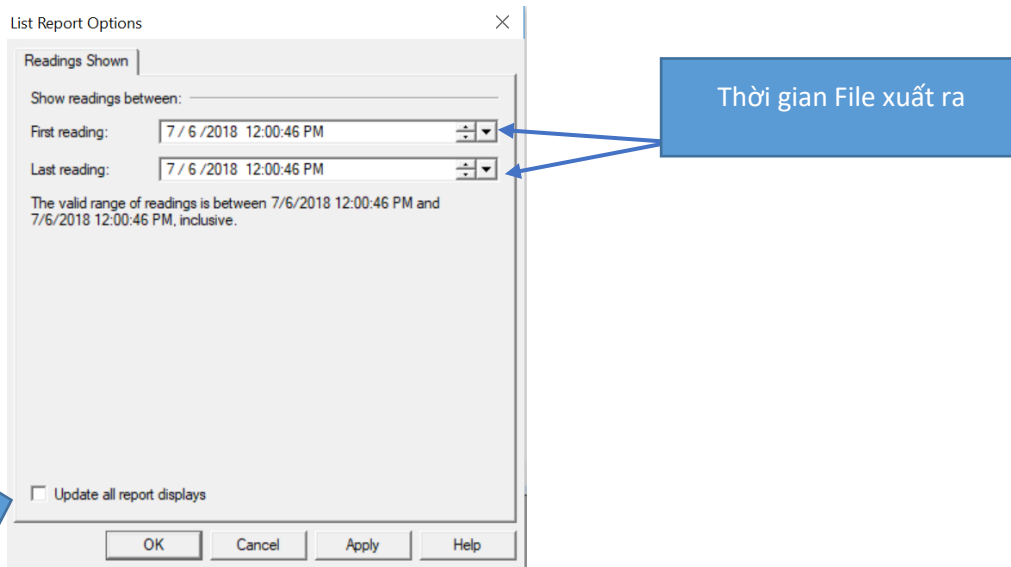 List Report Options
Readings Shown
Show readings between:
First reading: 7 / 6 /2018 12:00:46 PM
Last reading: 7 / 6 /2018 12:00:46 PM
The valid range of readings is between 7/6/2018 12:00:46 PM and
7/6/2018 12:00:46 PM, inclusive.
Update all report displays
OK Cancel Apply Help
Thời gian File xuất ra